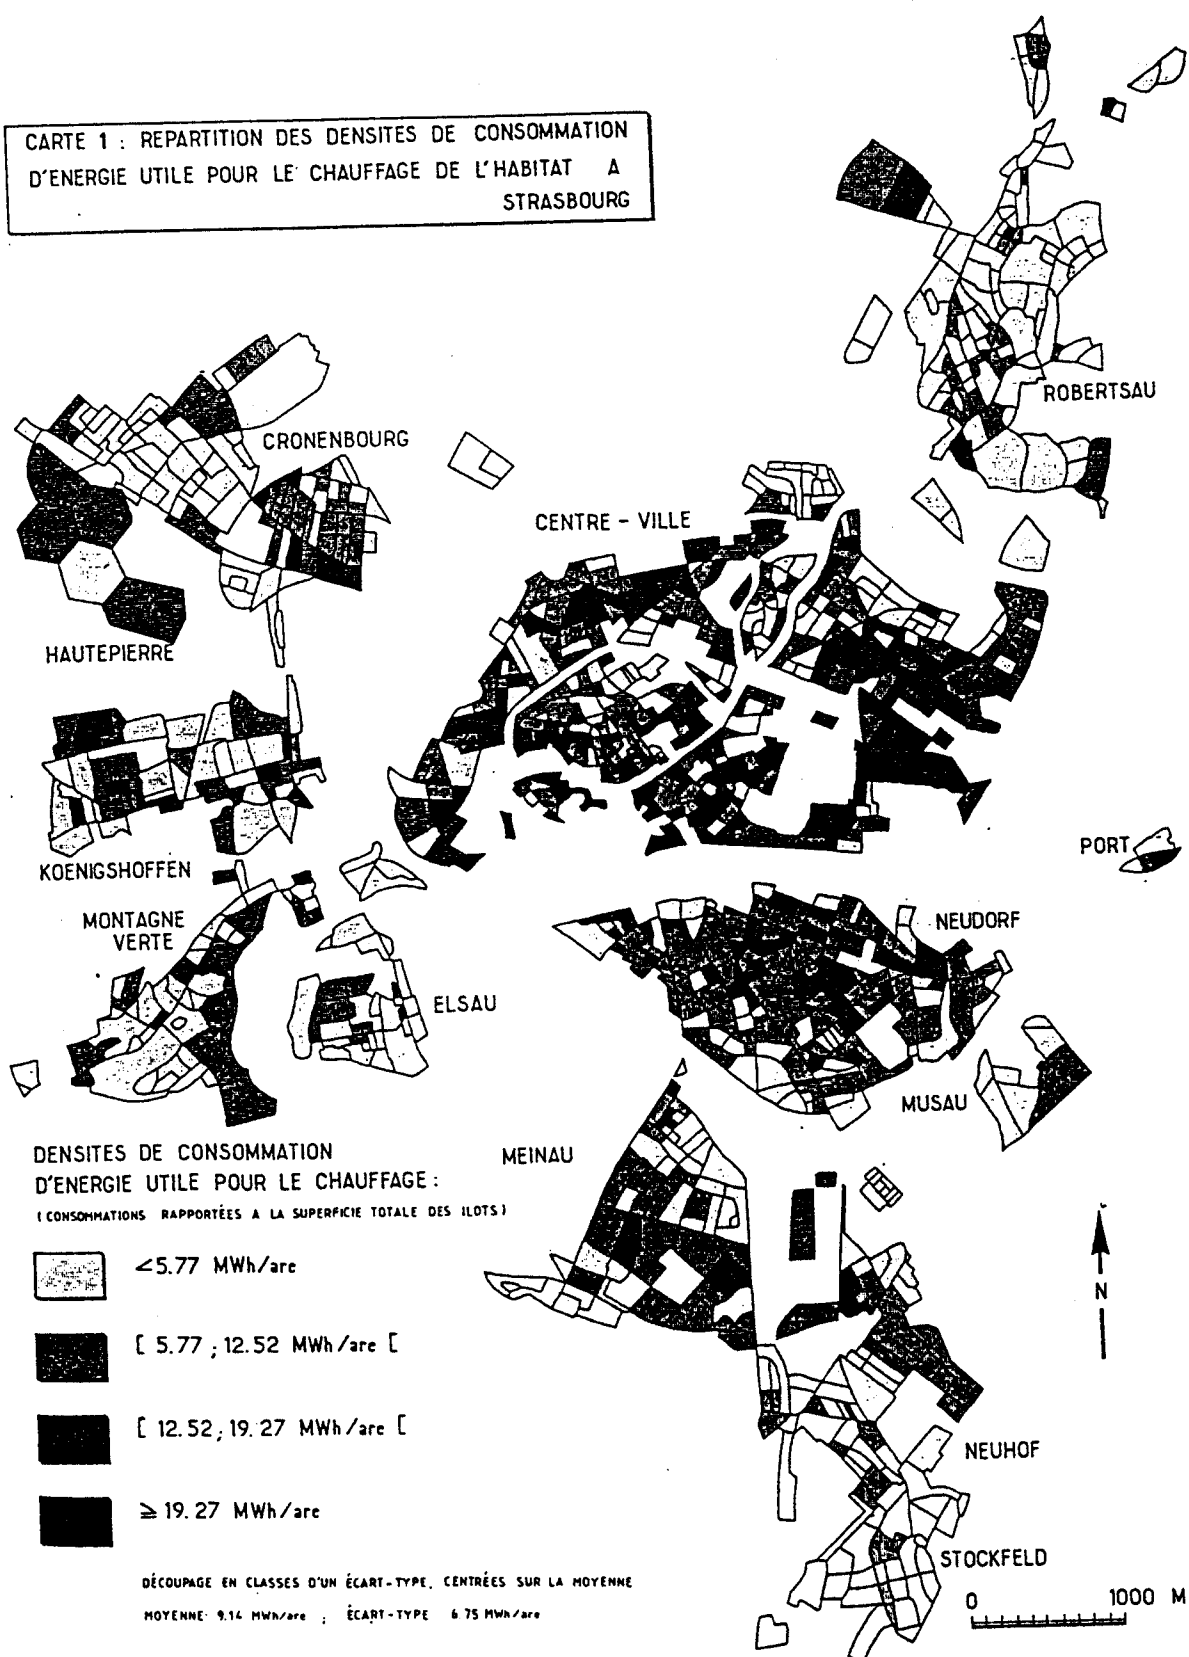 CARTE 1 : REPARTITION DES DENSITES DE CONSOMMATION
D'ENERGIE UTILE POUR LE CHAUFFAGE DE L'HABITAT A
STRASBOURG
ROBERTSAU
CRONENBOURG
CENTRE - VILLE
HAUTEPIERRE
PORT
KOENIGSHOFFEN
MONTAGNE
VERTE
NEUDORF
ELSAU
MUSAU
MEINAU
DENSITES DE CONSOMMATION
D'ENERGIE UTILE POUR LE CHAUFFAGE :
( CONSOMMATIONS RAPPORTÉES A LA SUPERFICIE TOTALE DES ILOTS )
<5.77 MWh/are
[ 5.77 ; 12.52 MWh/are [
[ 12.52 ; 19.27 MWh/are [
≥ 19.27 MWh/are
N
NEUHOF
STOCKFELD
0 1000 M
DÉCOUPAGE EN CLASSES D'UN ÉCART-TYPE, CENTRÉES SUR LA MOYENNE
MOYENNE: 9.14 MWh/are ; ÉCART-TYPE 6.75 MWh/are